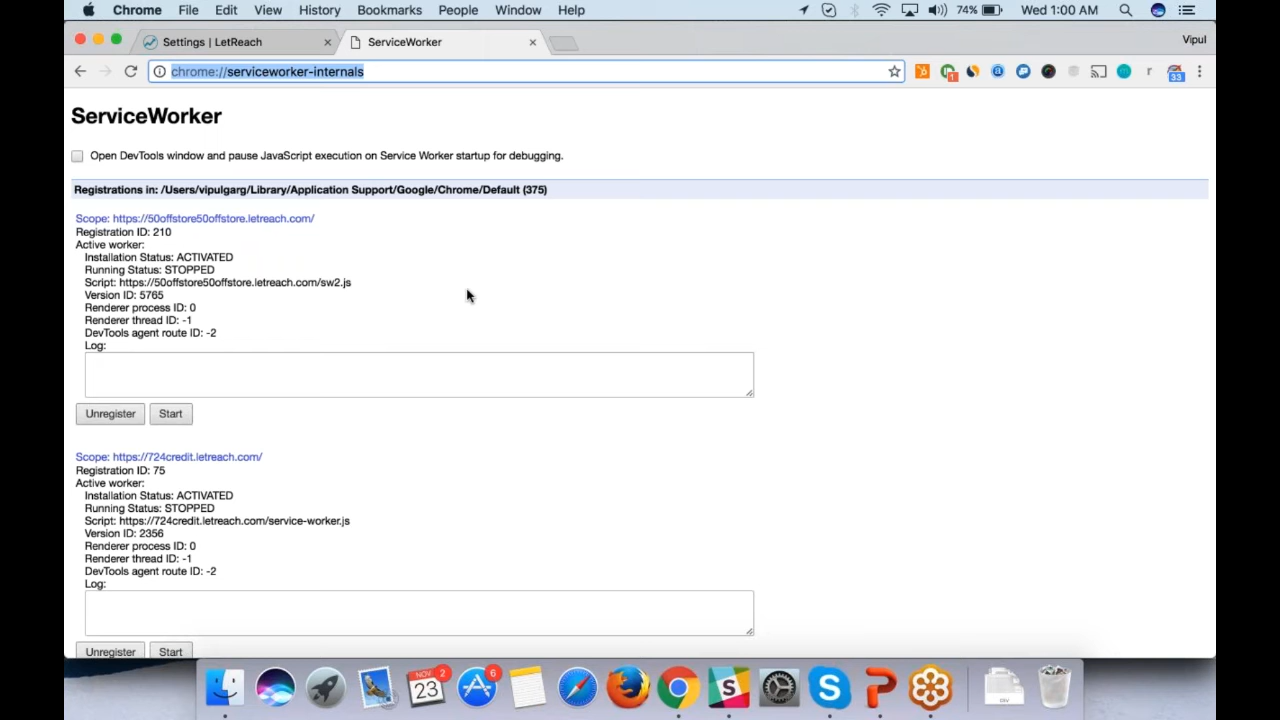 Chrome File Edit View History Bookmarks People Window Help 74% Wed 1:00 AM
Settings | LetReach ServiceWorker Vipul
chrome://serviceworker-internals 1 a r 33
ServiceWorker
Open DevTools window and pause JavaScript execution on Service Worker startup for debugging.
Registrations in: /Users/vipulgarg/Library/Application Support/Google/Chrome/Default (375)
Scope: https://50offstore50offstore.letreach.com/
Registration ID: 210
Active worker:
Installation Status: ACTIVATED
Running Status: STOPPED
Script: https://50offstore50offstore.letreach.com/sw2.js
Version ID: 5765
Renderer process ID: 0
Renderer thread ID: -1
DevTools agent route ID: -2
Log:
Unregister Start
Scope: https://724credit.letreach.com/
Registration ID: 75
Active worker:
Installation Status: ACTIVATED
Running Status: STOPPED
Script: https://724credit.letreach.com/service-worker.js
Version ID: 2356
Renderer process ID: 0
Renderer thread ID: -1
DevTools agent route ID: -2
Log:
Unregister Start
NOV 2 6
23